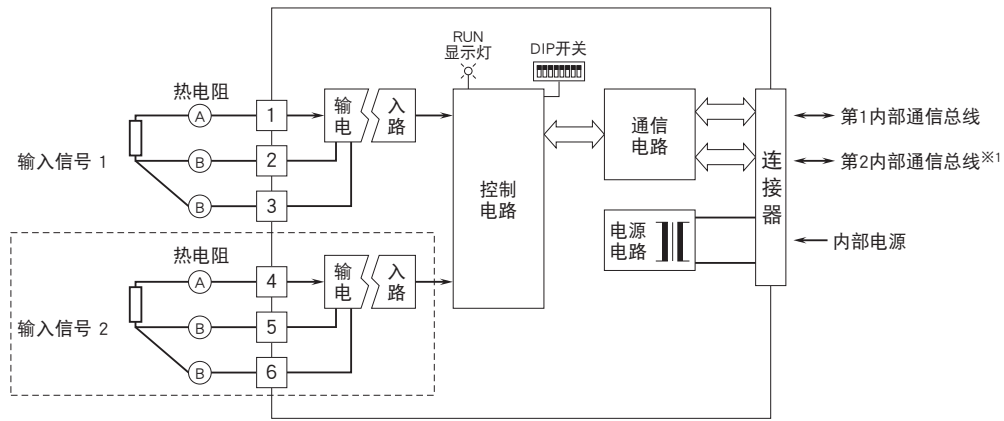 RUN
显示灯
DIP开关
热电阻
A
1
输 入
电 路
输入信号 1
B
2
B
3
控制
电路
通信
电路
连接器
第1内部通信总线
第2内部通信总线※1
电源
电路
内部电源
热电阻
A
4
输 入
电 路
输入信号 2
B
5
B
6